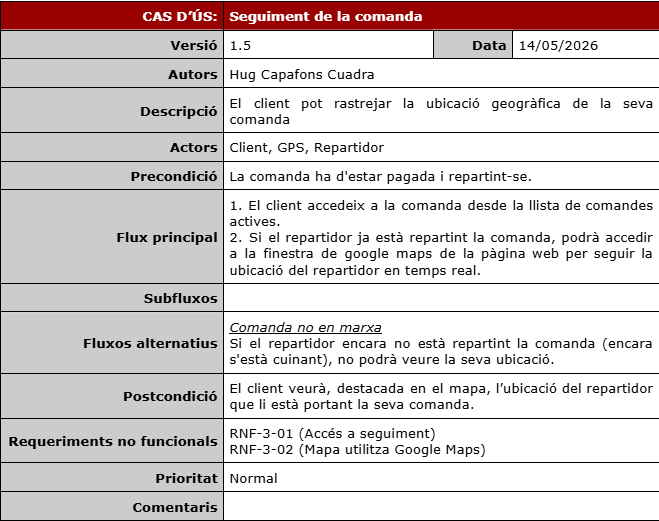 CAS D’ÚS: Seguiment de la comanda
Versió 1.5 Data 14/05/2026
Autors Hug Capafons Cuadra
Descripció El client pot rastrejar la ubicació geogràfica de la seva
comanda
Actors Client, GPS, Repartidor
Precondició La comanda ha d'estar pagada i repartint-se.
Flux principal 1. El client accedeix a la comanda desde la llista de comandes
actives.
2. Si el repartidor ja està repartint la comanda, podrà accedir
a la finestra de google maps de la pàgina web per seguir la
ubicació del repartidor en temps real.
Subfluxos
Fluxos alternatius Comanda no en marxa
Si el repartidor encara no està repartint la comanda (encara
s'està cuinant), no podrà veure la seva ubicació.
Postcondició El client veurà, destacada en el mapa, l’ubicació del repartidor
que li està portant la seva comanda.
Requeriments no funcionals RNF-3-01 (Accés a seguiment)
RNF-3-02 (Mapa utilitza Google Maps)
Prioritat Normal
Comentaris